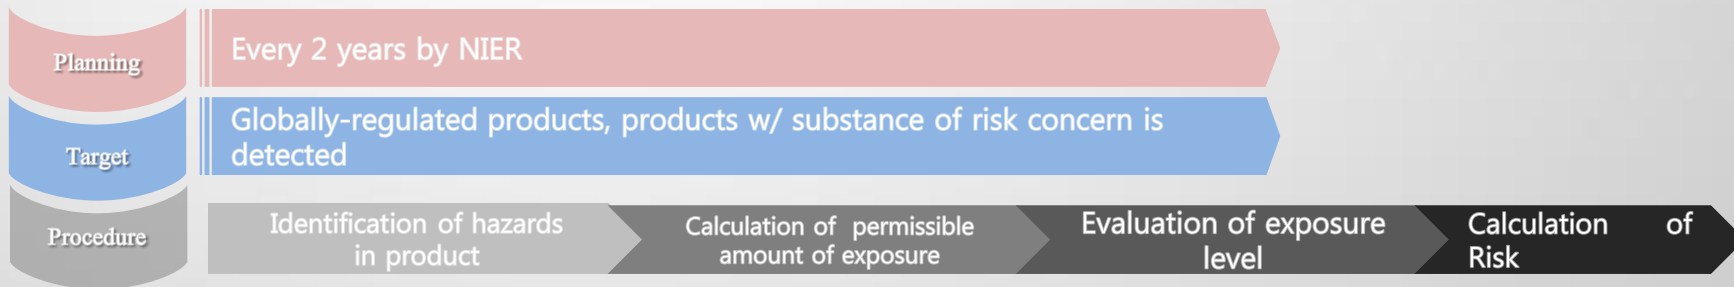 Planning
Every 2 years by NIER
Target
Globally-regulated products, products w/ substance of risk concern is
detected
Procedure
Identification of hazards
in product
Calculation of permissible
amount of exposure
Evaluation of exposure
level
Calculation of
Risk